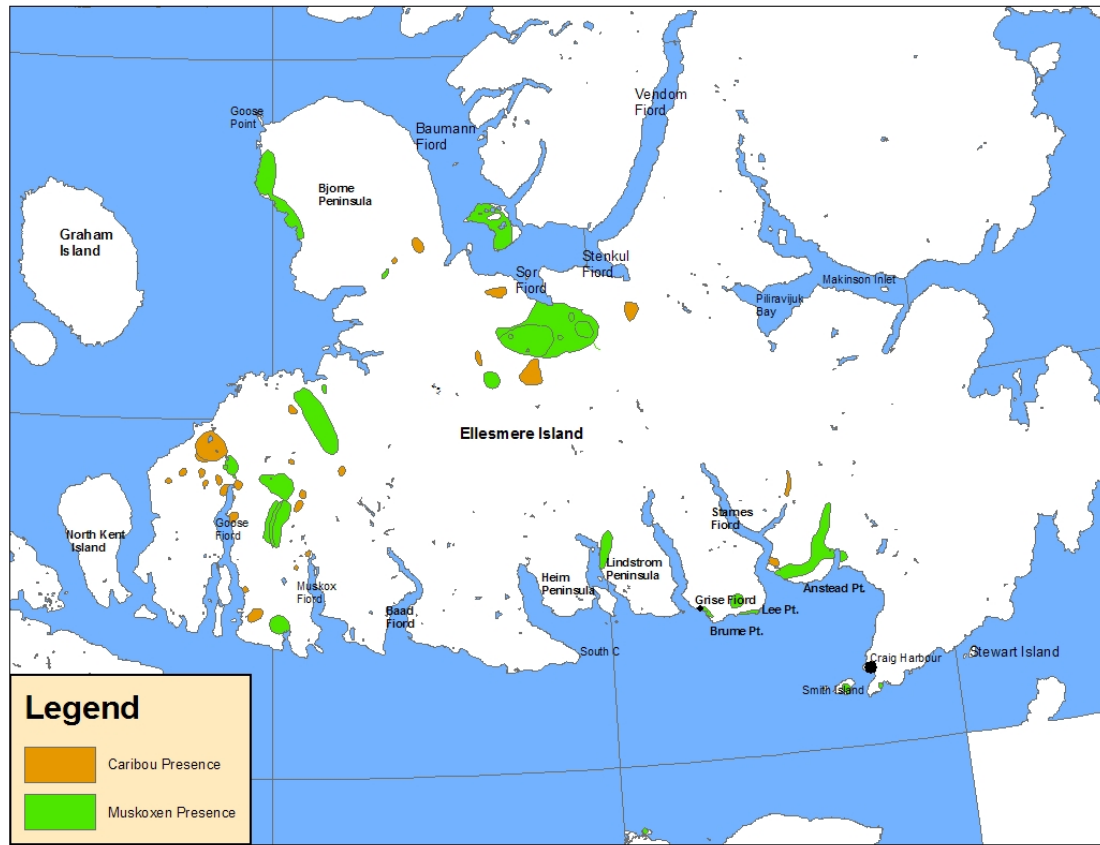 Goose
Point
Baumann
Fiord
Vendom
Fiord
Bjorne
Peninsula
Graham
Island
Sor
Fiord
Stenkul
Fiord
Makinson Inlet
Piliravijuk
Bay
Ellesmere Island
North Kent
Island
Goose
Fiord
Muskox
Fiord
Baad
Fiord
Heim
Peninsula
Lindstrom
Peninsula
Starnes
Fiord
Anstead Pt.
Grise Fiord
Lee Pt.
Brume Pt.
South C
Craig Harbour
Stewart Island
Smith Island
Legend
Caribou Presence
Muskoxen Presence